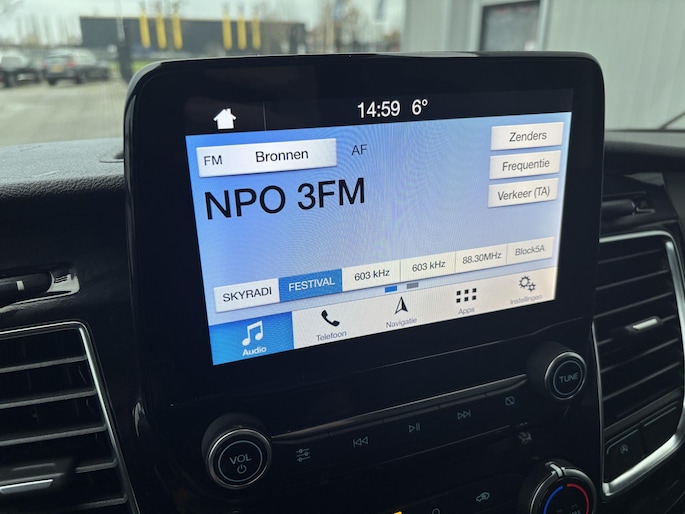 14:59 6°
FM Bronnen AF
Zenders
Frequentie
Verkeer (TA)
NPO 3FM
SKYRADI FESTIVAL 603 kHz 603 kHz 88.30MHz Block5A
Audio Telefoon Navigatie Apps Instellingen
VOL
TUNE